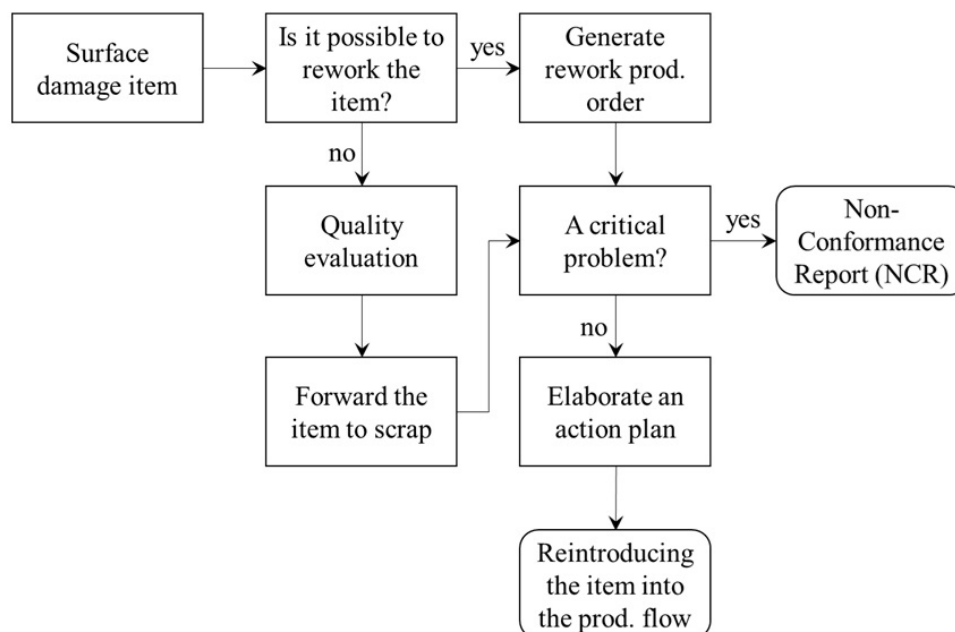 Surface
damage item
Is it possible to
rework the
item?
yes
Generate
rework prod.
order
no
Quality
evaluation
A critical
problem?
yes
Non-
Conformance
Report (NCR)
no
Forward the
item to scrap
Elaborate an
action plan
Reintroducing
the item into
the prod. flow